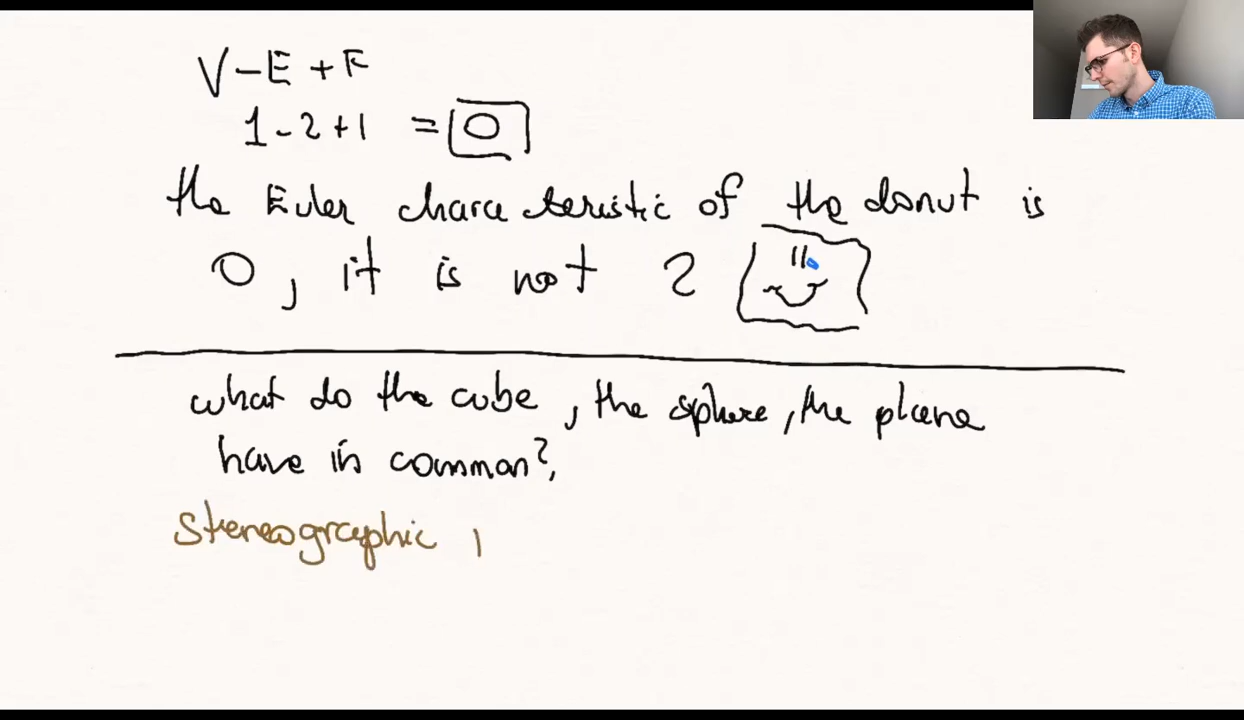 V-E+F
1-2+1 = 0
the Euler characteristic of the donut is
0, it is not 2
what do the cube, the sphere, the plane
have in common?,
Stereographic